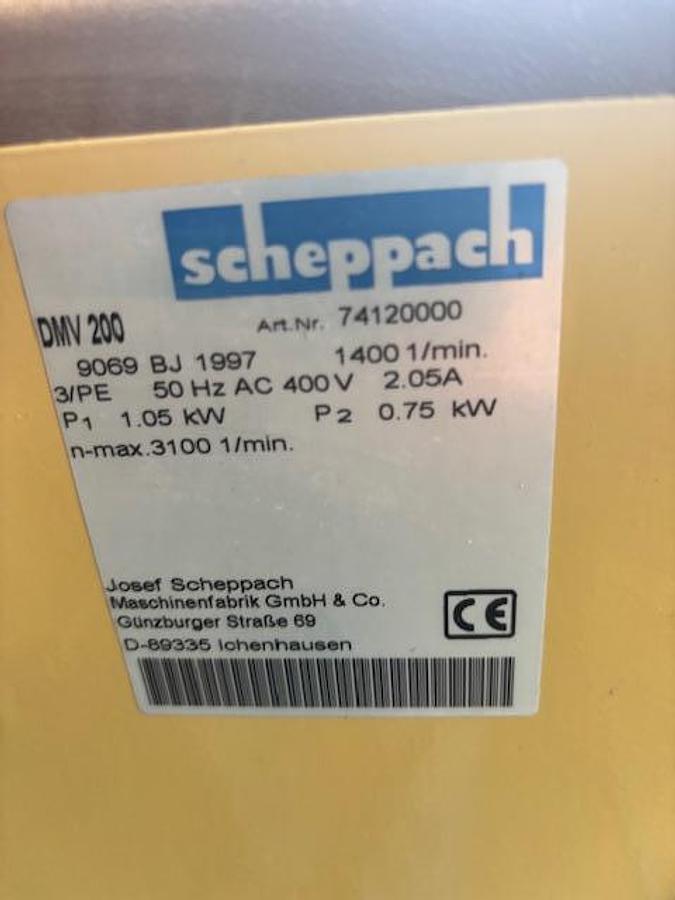 scheppach
DMV 200 Art.Nr. 74120000
9069 BJ 1997 1400 1/min.
3/PE 50 Hz AC 400V 2.05A
P1 1.05 kW P2 0.75 kW
n-max.3100 1/min.
Josef Scheppach
Maschinenfabrik GmbH & Co.
Günzburger Straße 69
D-89335 Ichenhausen
CE